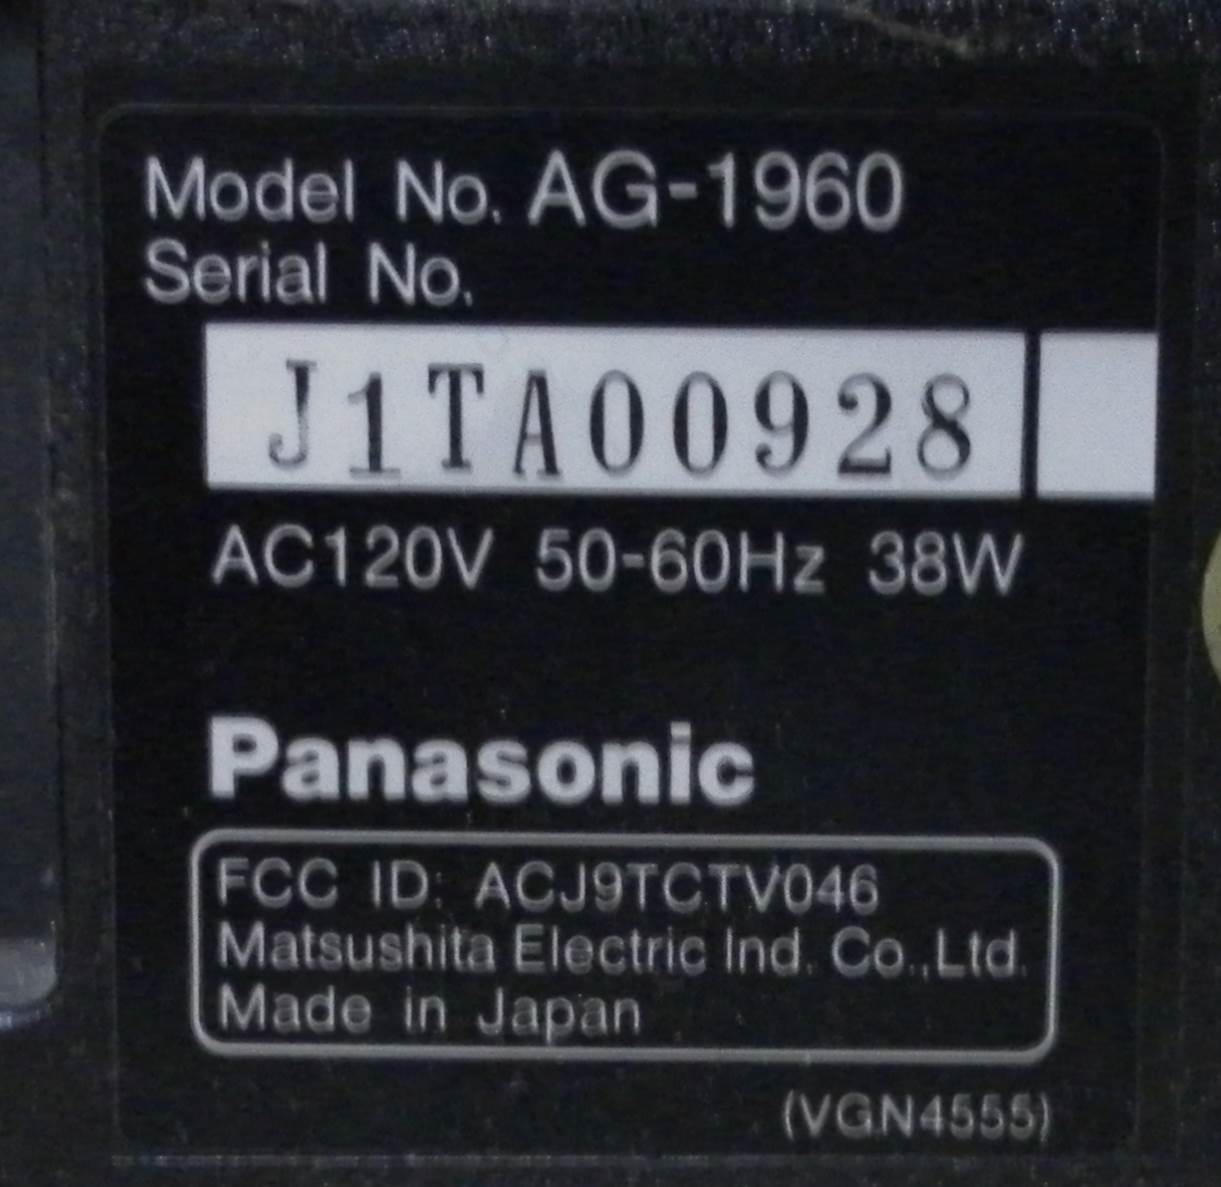 Model No. AG-1960
Serial No.
J1TA00928
AC120V 50-60Hz 38W
Panasonic
FCC ID: ACJ9TCTV046
Matsushita Electric Ind. Co.,Ltd.
Made in Japan
(VGN4555)